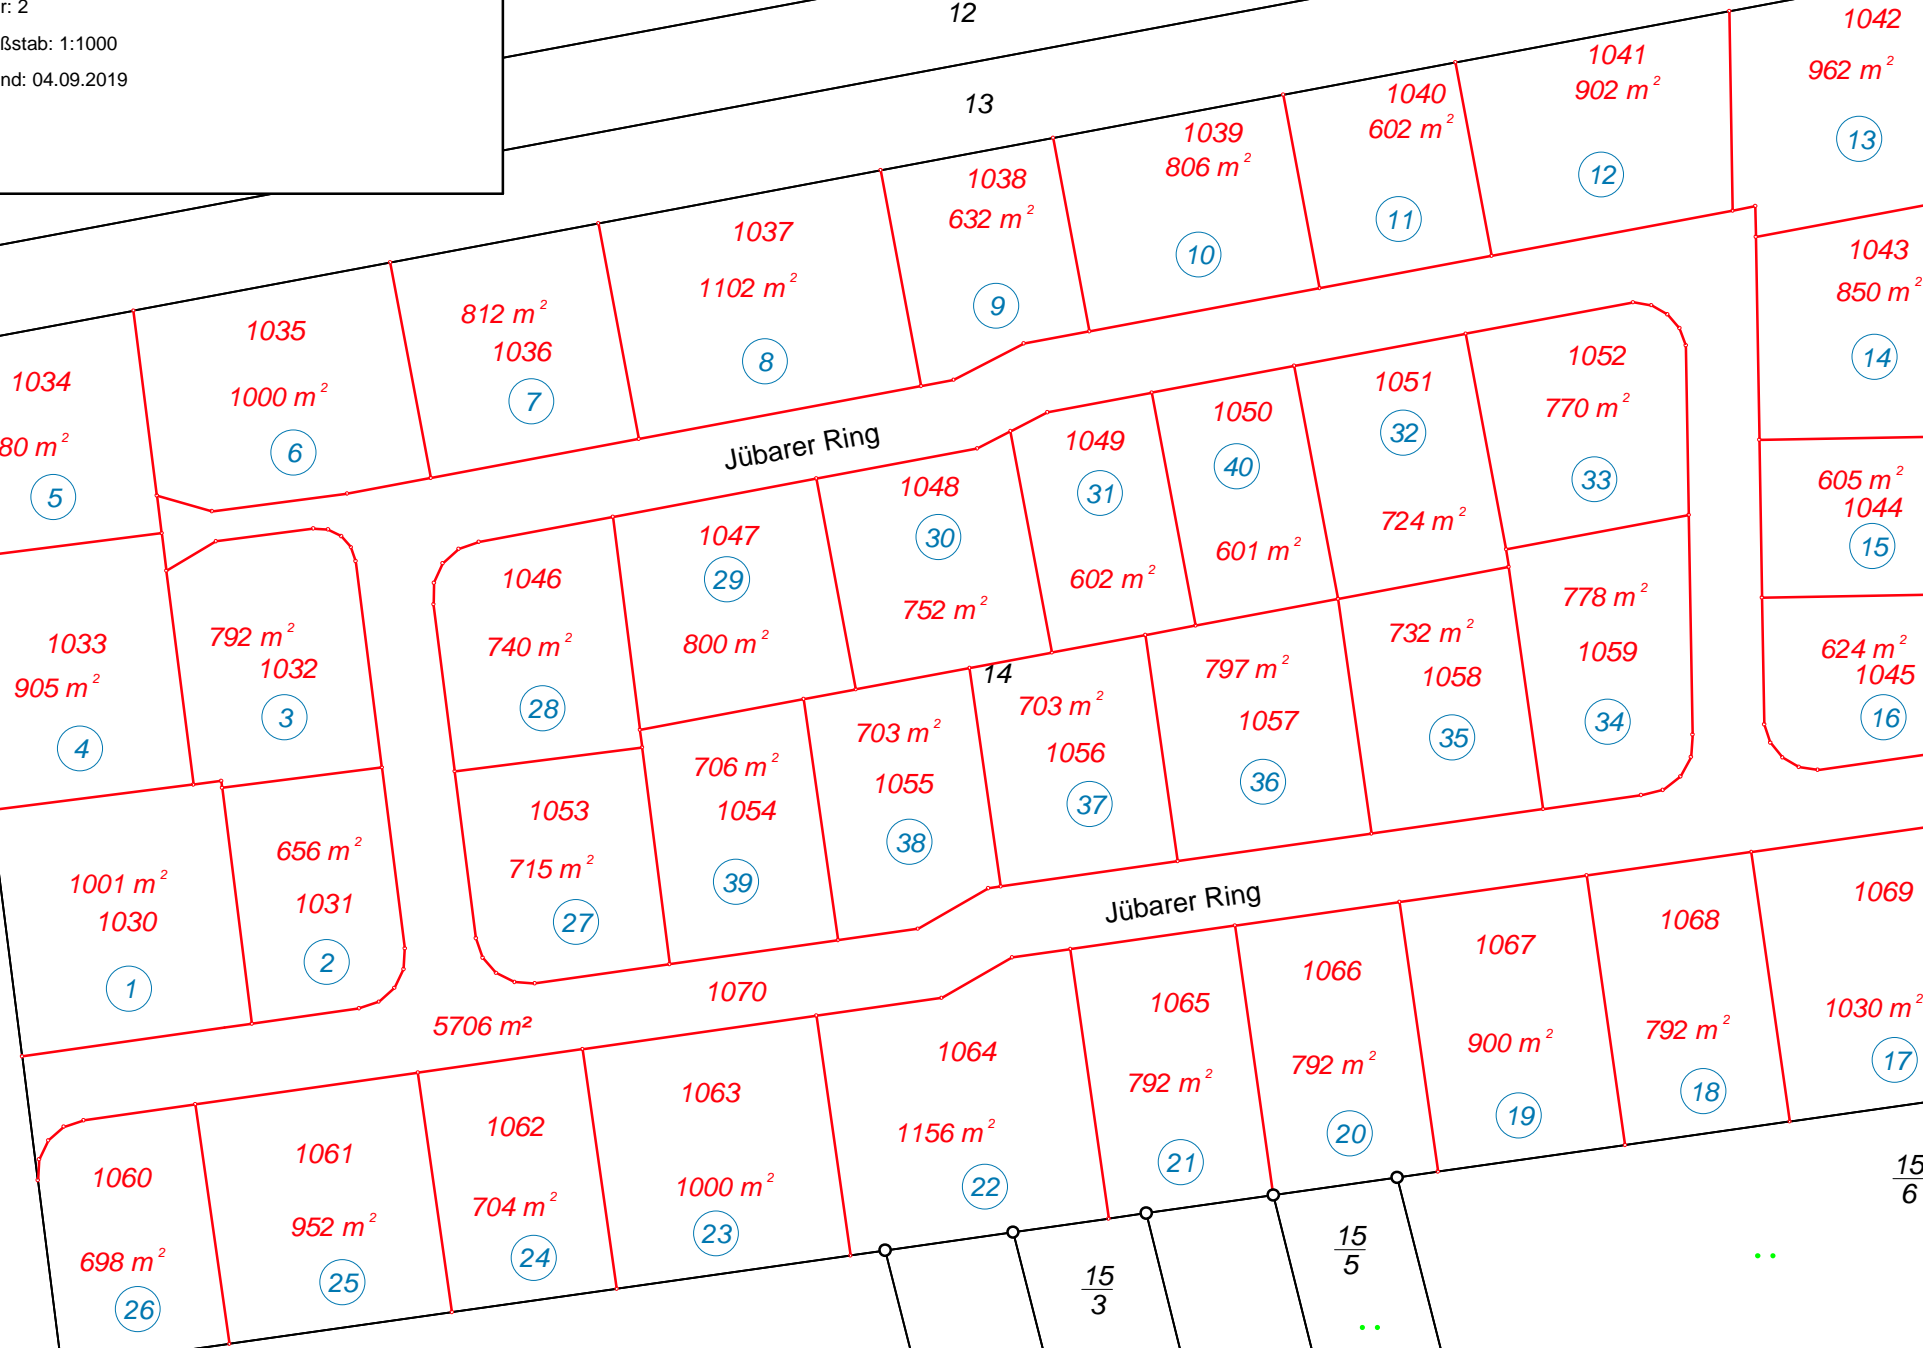 r: 2
ßstab: 1:1000
nd: 04.09.2019
12
13
1042
962 m²
13
1041
902 m²
12
1040
602 m²
11
1039
806 m²
10
1038
632 m²
9
1037
1102 m²
8
812 m²
1036
7
1035
1000 m²
6
1034
80 m²
5
1043
850 m²
14
605 m²
1044
15
624 m²
1045
16
Jübarer Ring
1033
905 m²
4
792 m²
1032
3
1046
740 m²
28
1047
29
800 m²
1048
30
752 m²
1049
31
602 m²
1050
40
601 m²
1051
32
724 m²
1052
770 m²
33
14
1001 m²
1030
1
656 m²
1031
2
1053
715 m²
27
706 m²
1054
39
703 m²
1055
38
703 m²
1056
37
797 m²
1057
36
732 m²
1058
35
778 m²
1059
34
Jübarer Ring
1070
5706 m²
1060
698 m²
26
1061
952 m²
25
1062
704 m²
24
1063
1000 m²
23
1064
1156 m²
22
1065
792 m²
21
1066
792 m²
20
1067
900 m²
19
1068
792 m²
18
1069
1030 m²
17
15
3
15
5
15
6